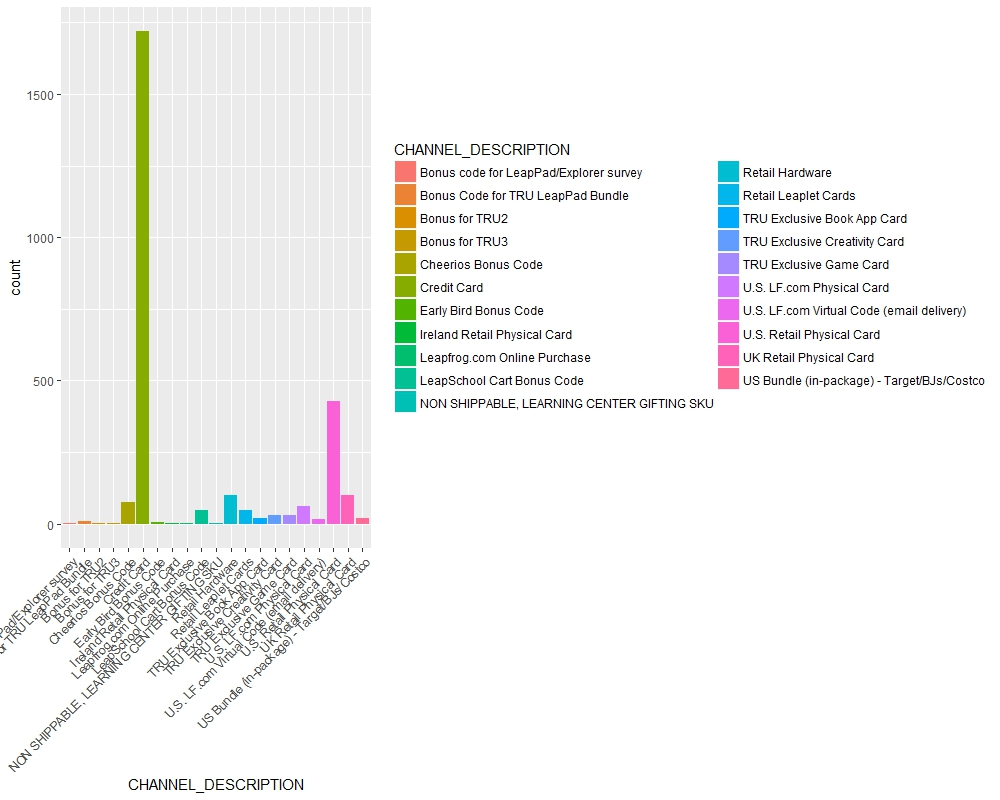 1500
1000
500
0
count
Pad/Explorer survey
or TRU LeapPad Bundle
Bonus for TRU2
Bonus for TRU3
Cheerios Bonus Code
Credit Card
Early Bird Bonus Code
Ireland Retail Physical Card
Leapfrog.com Online Purchase
LeapSchool Cart Bonus Code
NON SHIPPABLE, LEARNING CENTER GIFTING SKU
Retail Hardware
Retail Leaplet Cards
TRU Exclusive Book App Card
TRU Exclusive Creativity Card
TRU Exclusive Game Card
U.S. LF.com Physical Card
U.S. LF.com Virtual Code (email delivery)
U.S. Retail Physical Card
UK Retail Physical Card
US Bundle (in-package) - Target/BJs/Costco
CHANNEL_DESCRIPTION
CHANNEL_DESCRIPTION
Bonus code for LeapPad/Explorer survey
Bonus Code for TRU LeapPad Bundle
Bonus for TRU2
Bonus for TRU3
Cheerios Bonus Code
Credit Card
Early Bird Bonus Code
Ireland Retail Physical Card
Leapfrog.com Online Purchase
LeapSchool Cart Bonus Code
NON SHIPPABLE, LEARNING CENTER GIFTING SKU
Retail Hardware
Retail Leaplet Cards
TRU Exclusive Book App Card
TRU Exclusive Creativity Card
TRU Exclusive Game Card
U.S. LF.com Physical Card
U.S. LF.com Virtual Code (email delivery)
U.S. Retail Physical Card
UK Retail Physical Card
US Bundle (in-package) - Target/BJs/Costco